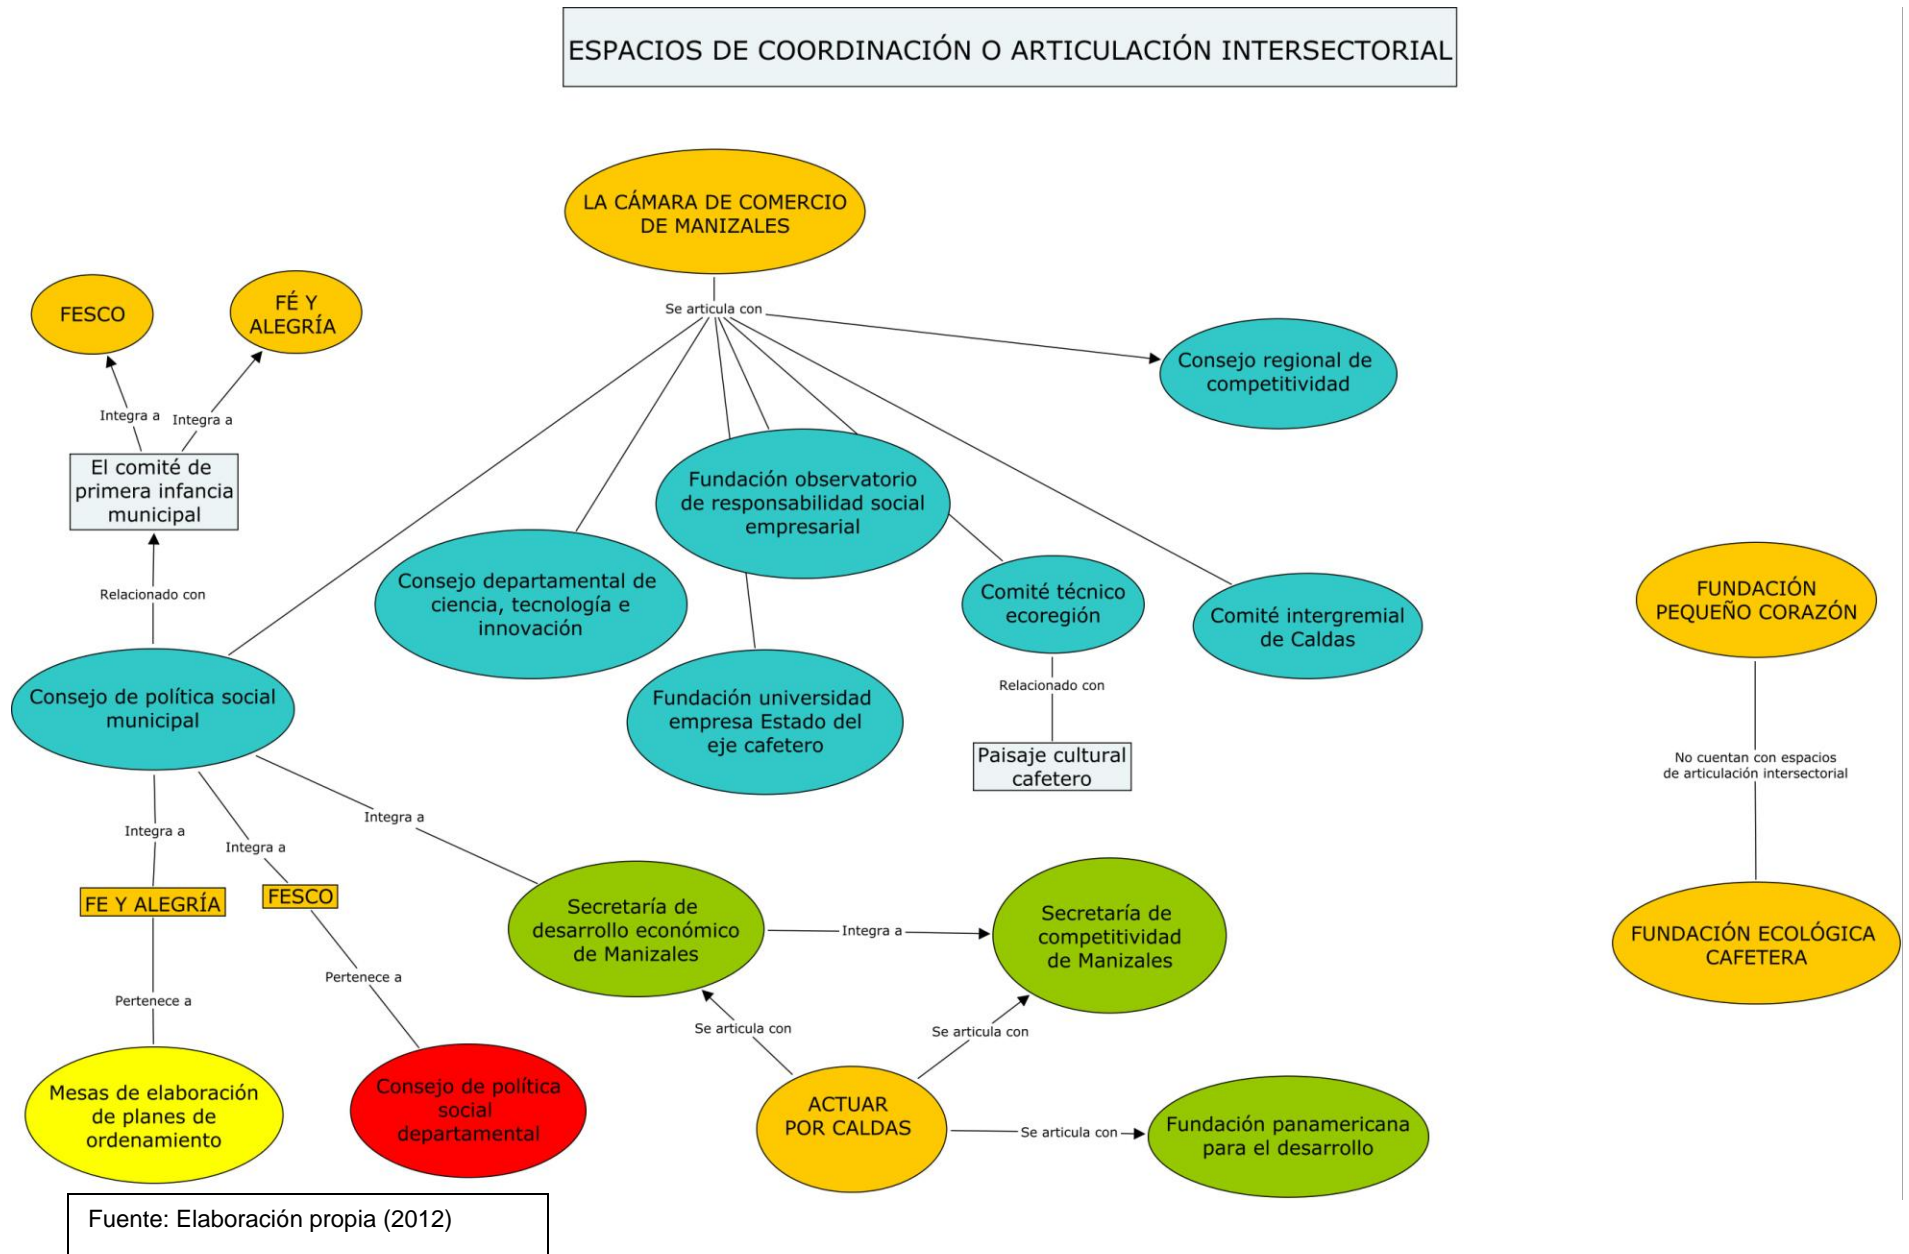 ESPACIOS DE COORDINACIÓN O ARTICULACIÓN INTERSECTORIAL
LA CÁMARA DE COMERCIO
DE MANIZALES
Se articula con
FESCO
FÉ Y
ALEGRÍA
Integra a
Integra a
El comité de
primera infancia
municipal
Relacionado con
Consejo regional de
competitividad
Fundación observatorio
de responsabilidad social
empresarial
Consejo departamental de
ciencia, tecnología e
innovación
Comité técnico
ecoregión
Comité intergremial
de Caldas
Relacionado con
Paisaje cultural
cafetero
Fundación universidad
empresa Estado del
eje cafetero
Consejo de política social
municipal
Integra a
Integra a
Integra a
FE Y ALEGRÍA
FESCO
Pertenece a
Pertenece a
Mesas de elaboración
de planes de
ordenamiento
Consejo de política
social
departamental
Secretaría de
desarrollo económico
de Manizales
Integra a
Secretaría de
competitividad
de Manizales
Se articula con
Se articula con
ACTUAR
POR CALDAS
Se articula con
Fundación panamericana
para el desarrollo
FUNDACIÓN
PEQUEÑO CORAZÓN
No cuentan con espacios
de articulación intersectorial
FUNDACIÓN ECOLÓGICA
CAFETERA
Fuente: Elaboración propia (2012)